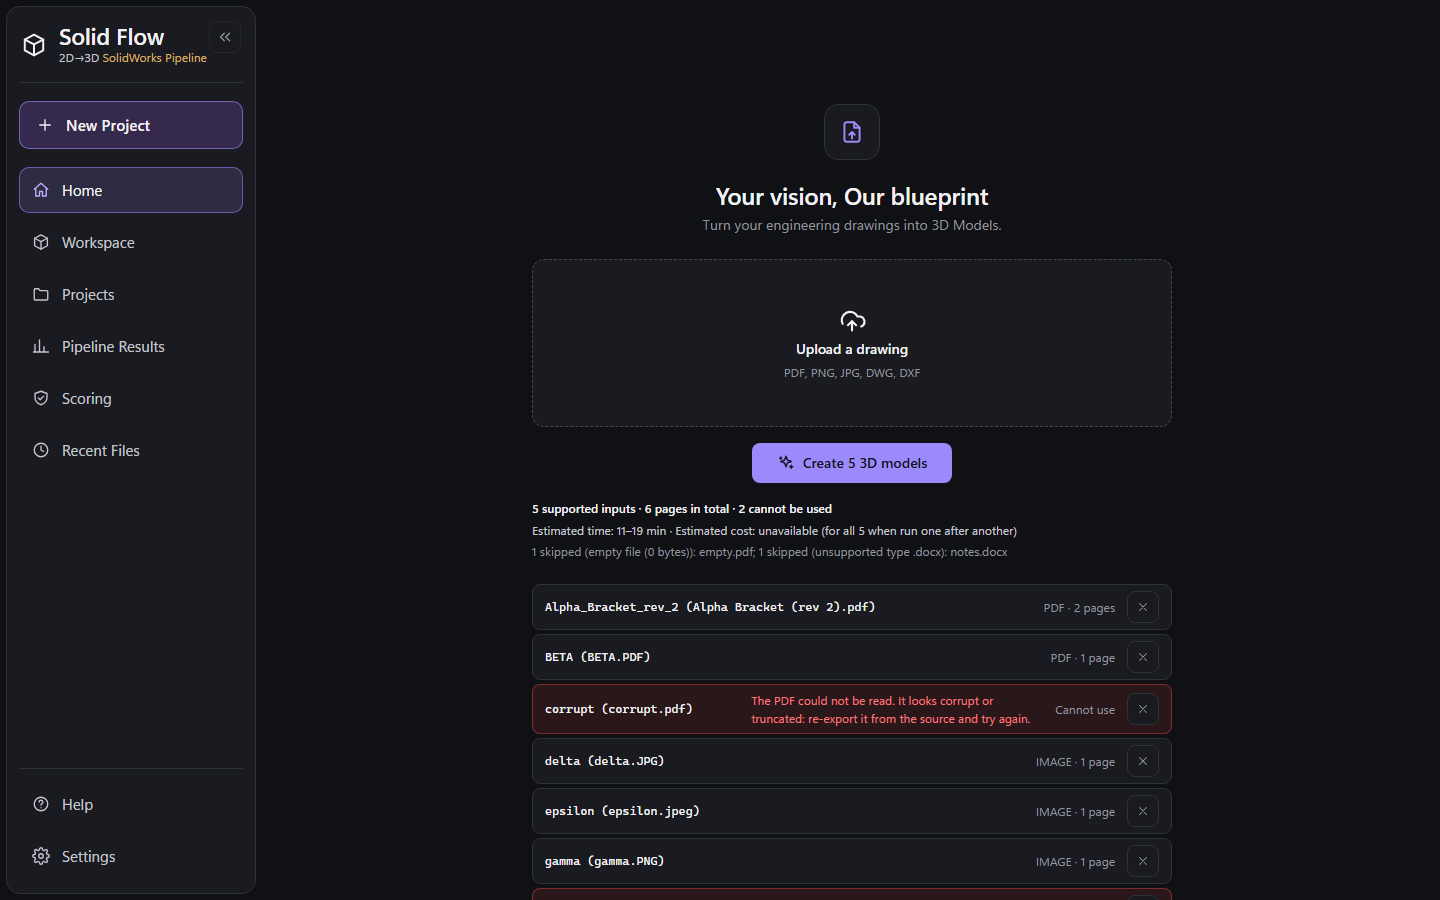 Solid Flow
2D→3D SolidWorks Pipeline
New Project
Home
Workspace
Projects
Pipeline Results
Scoring
Recent Files
Help
Settings
Your vision, Our blueprint
Turn your engineering drawings into 3D Models.
Upload a drawing
PDF, PNG, JPG, DWG, DXF
Create 5 3D models
5 supported inputs · 6 pages in total · 2 cannot be used
Estimated time: 11–19 min · Estimated cost: unavailable (for all 5 when run one after another)
1 skipped (empty file (0 bytes)): empty.pdf; 1 skipped (unsupported type .docx): notes.docx
Alpha_Bracket_rev_2 (Alpha Bracket (rev 2).pdf) PDF · 2 pages
BETA (BETA.PDF) PDF · 1 page
corrupt (corrupt.pdf) The PDF could not be read. It looks corrupt or
truncated: re-export it from the source and try again. Cannot use
delta (delta.JPG) IMAGE · 1 page
epsilon (epsilon.jpeg) IMAGE · 1 page
gamma (gamma.PNG) IMAGE · 1 page